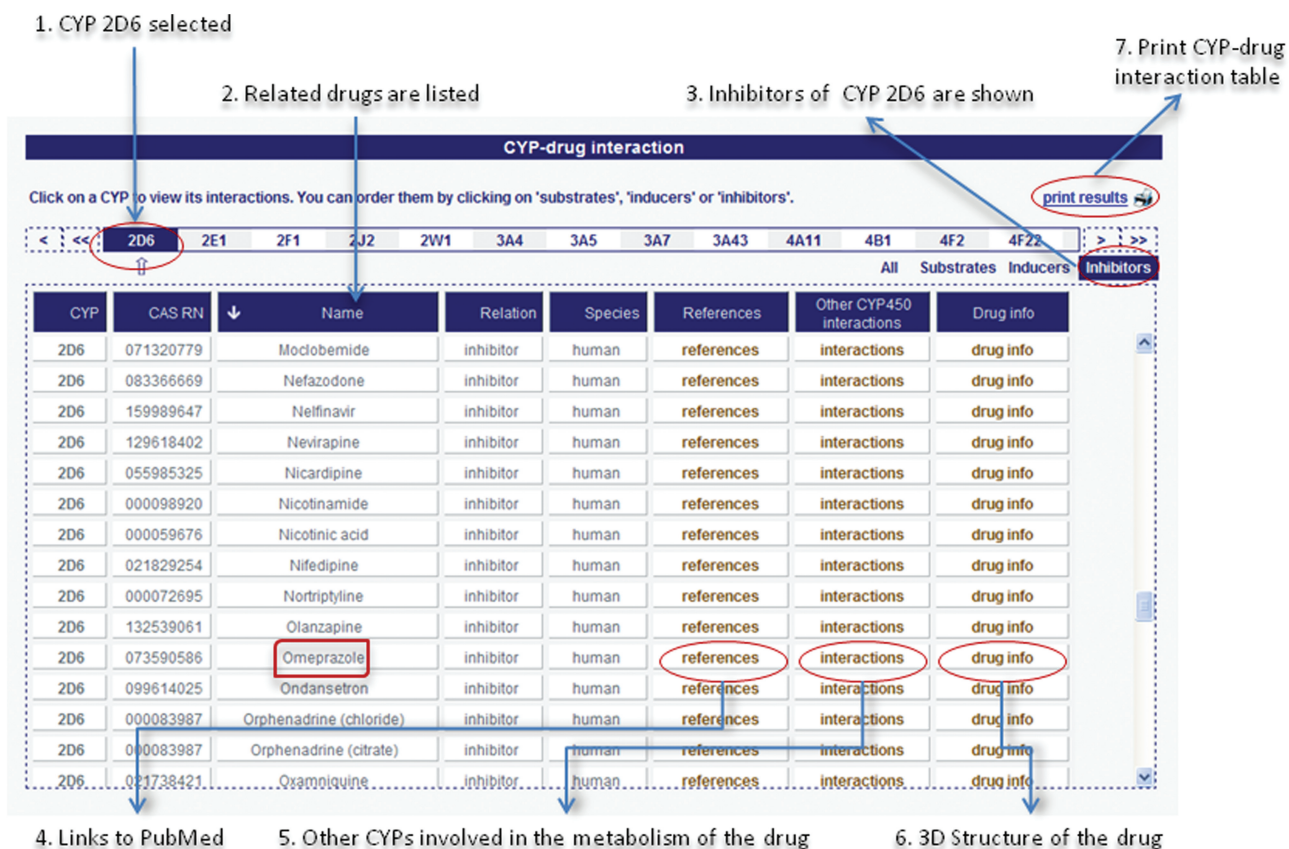 1. CYP 2D6 selected
7. Print CYP-drug
interaction table
2. Related drugs are listed
3. Inhibitors of CYP 2D6 are shown
CYP-drug interaction
Click on a CYP to view its interactions. You can order them by clicking on 'substrates', 'inducers' or 'inhibitors'.
print results
< << 2D6 2E1 2F1 2J2 2W1 3A4 3A5 3A7 3A43 4A11 4B1 4F2 4F22 > >>
All Substrates Inducers Inhibitors
CYP CAS RN Name Relation Species References Other CYP450 interactions Drug info
2D6 071320779 Moclobemide inhibitor human references interactions drug info
2D6 083366669 Nefazodone inhibitor human references interactions drug info
2D6 159989647 Nelfinavir inhibitor human references interactions drug info
2D6 129618402 Nevirapine inhibitor human references interactions drug info
2D6 055985325 Nicardipine inhibitor human references interactions drug info
2D6 000098920 Nicotinamide inhibitor human references interactions drug info
2D6 000059676 Nicotinic acid inhibitor human references interactions drug info
2D6 021829254 Nifedipine inhibitor human references interactions drug info
2D6 000072695 Nortriptyline inhibitor human references interactions drug info
2D6 132539061 Olanzapine inhibitor human references interactions drug info
2D6 073590586 Omeprazole inhibitor human references interactions drug info
2D6 099614025 Ondansetron inhibitor human references interactions drug info
2D6 000083987 Orphenadrine (chloride) inhibitor human references interactions drug info
2D6 000083987 Orphenadrine (citrate) inhibitor human references interactions drug info
2D6 021738421 Oxamniquine inhibitor human references interactions drug info
4. Links to PubMed
5. Other CYPs involved in the metabolism of the drug
6. 3D Structure of the drug